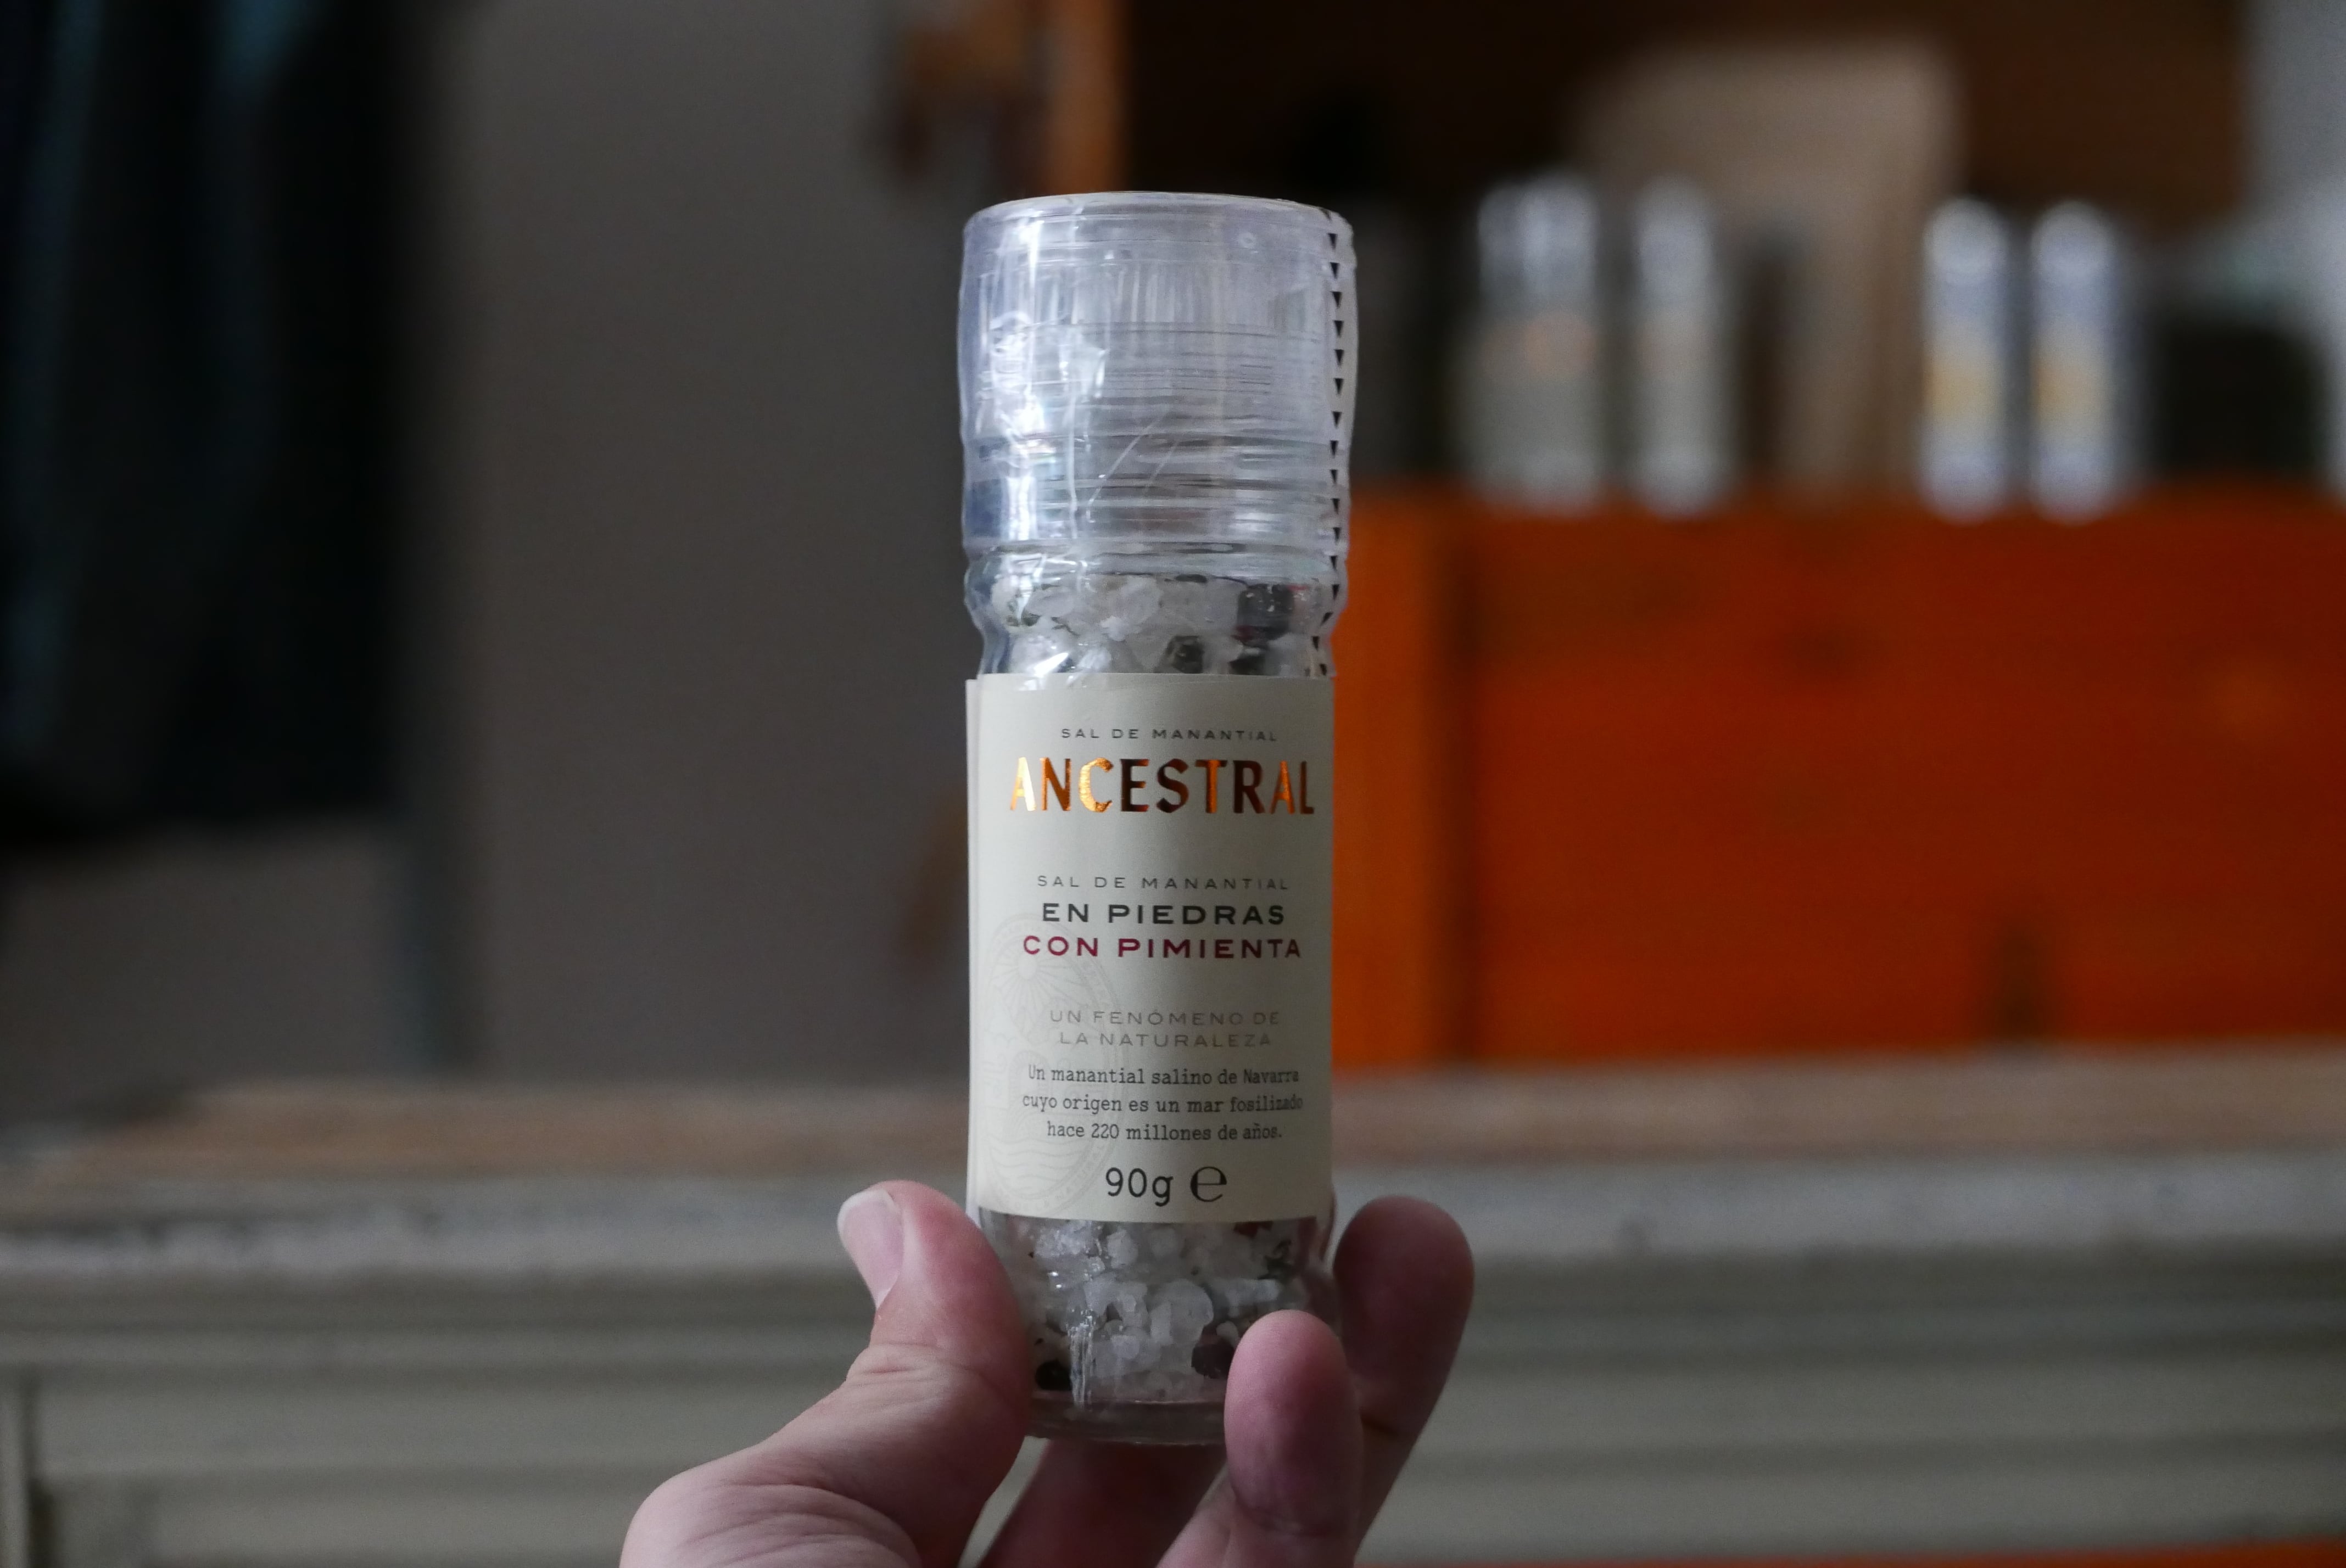 SAL DE MANANTIAL
ANCESTRAL
SAL DE MANANTIAL
EN PIEDRAS
CON PIMIENTA
UN FENÓMENO DE
LA NATURALEZA
Un manantial salino de Navarra
cuyo origen es un mar fosilizado
hace 220 millones de años.
90g ℮